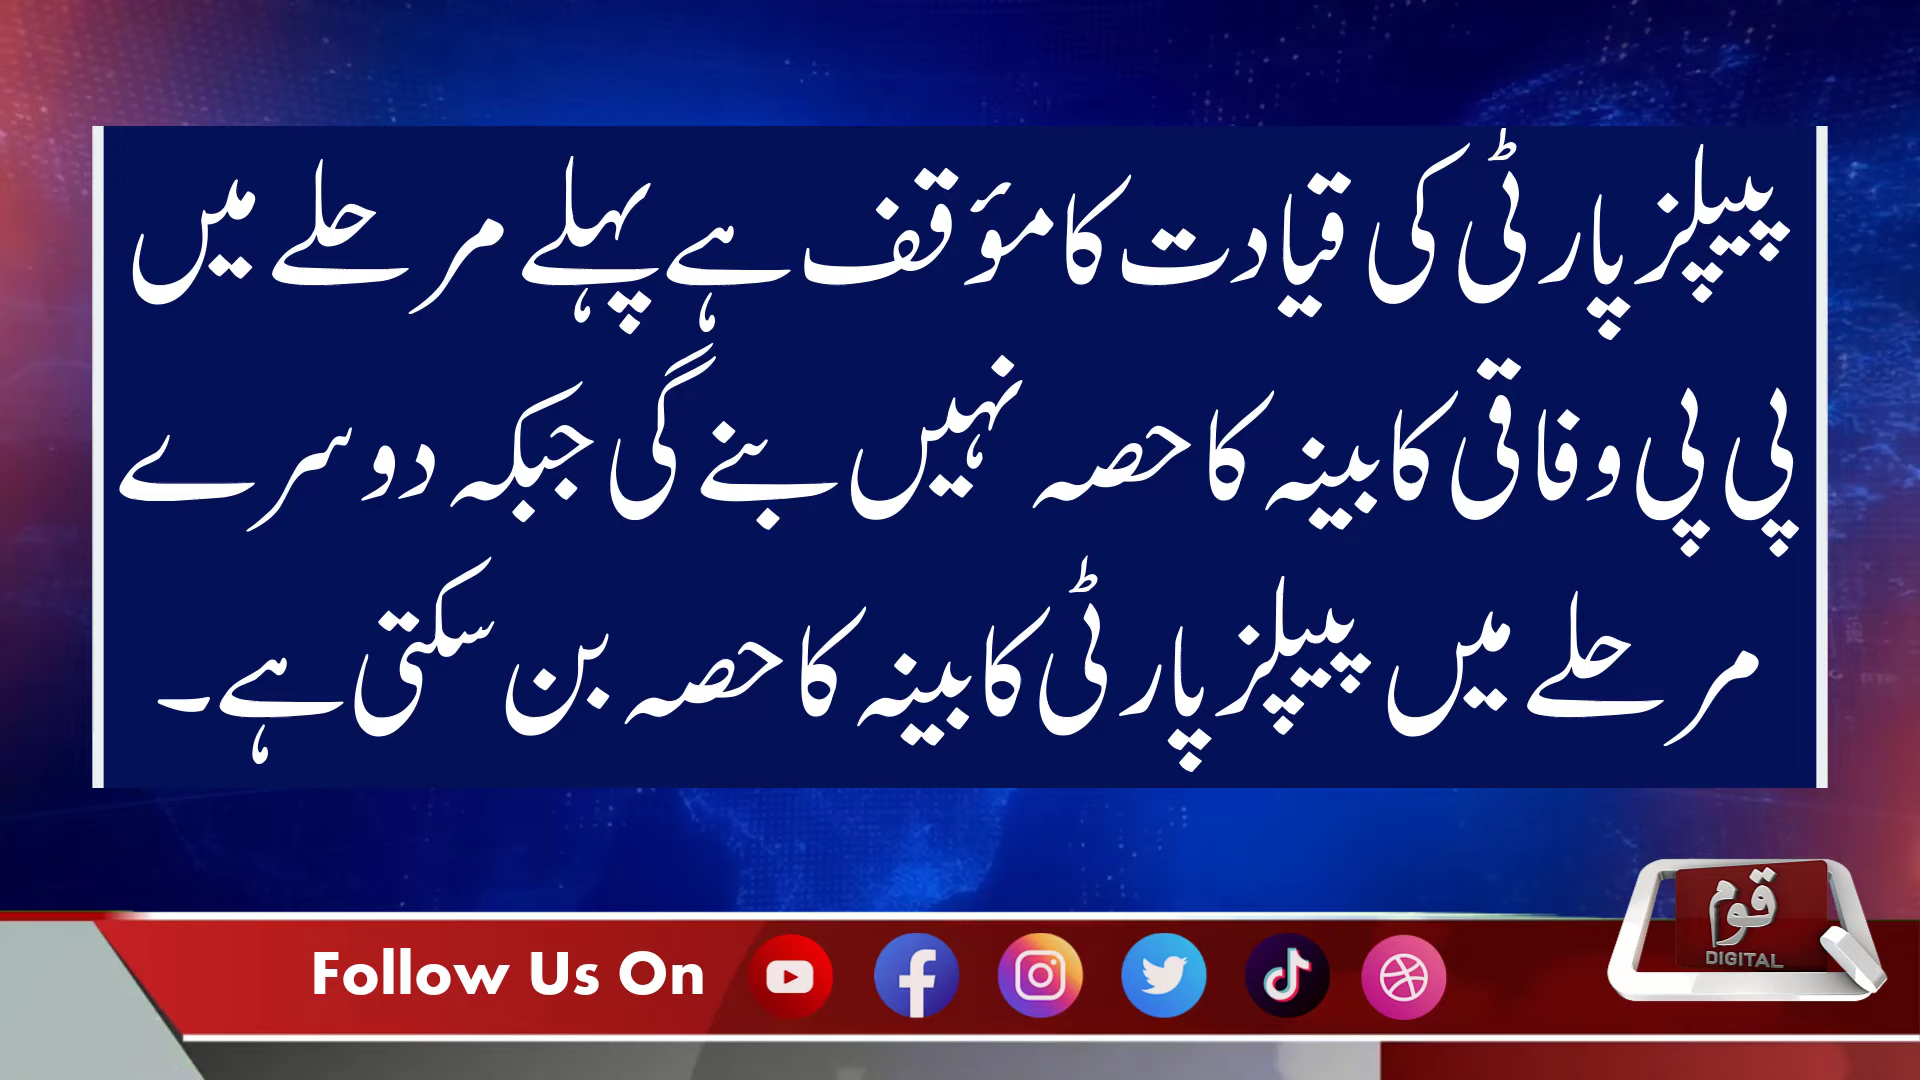 پیپلز پارٹی کی قیادت کا مؤقف ہے پہلے مرحلے میں
پی پی وفاقی کابینہ کا حصہ نہیں بنے گی جبکہ دوسرے
مرحلے میں پیپلز پارٹی کابینہ کا حصہ بن سکتی ہے۔
قوم
DIGITAL
Follow Us On